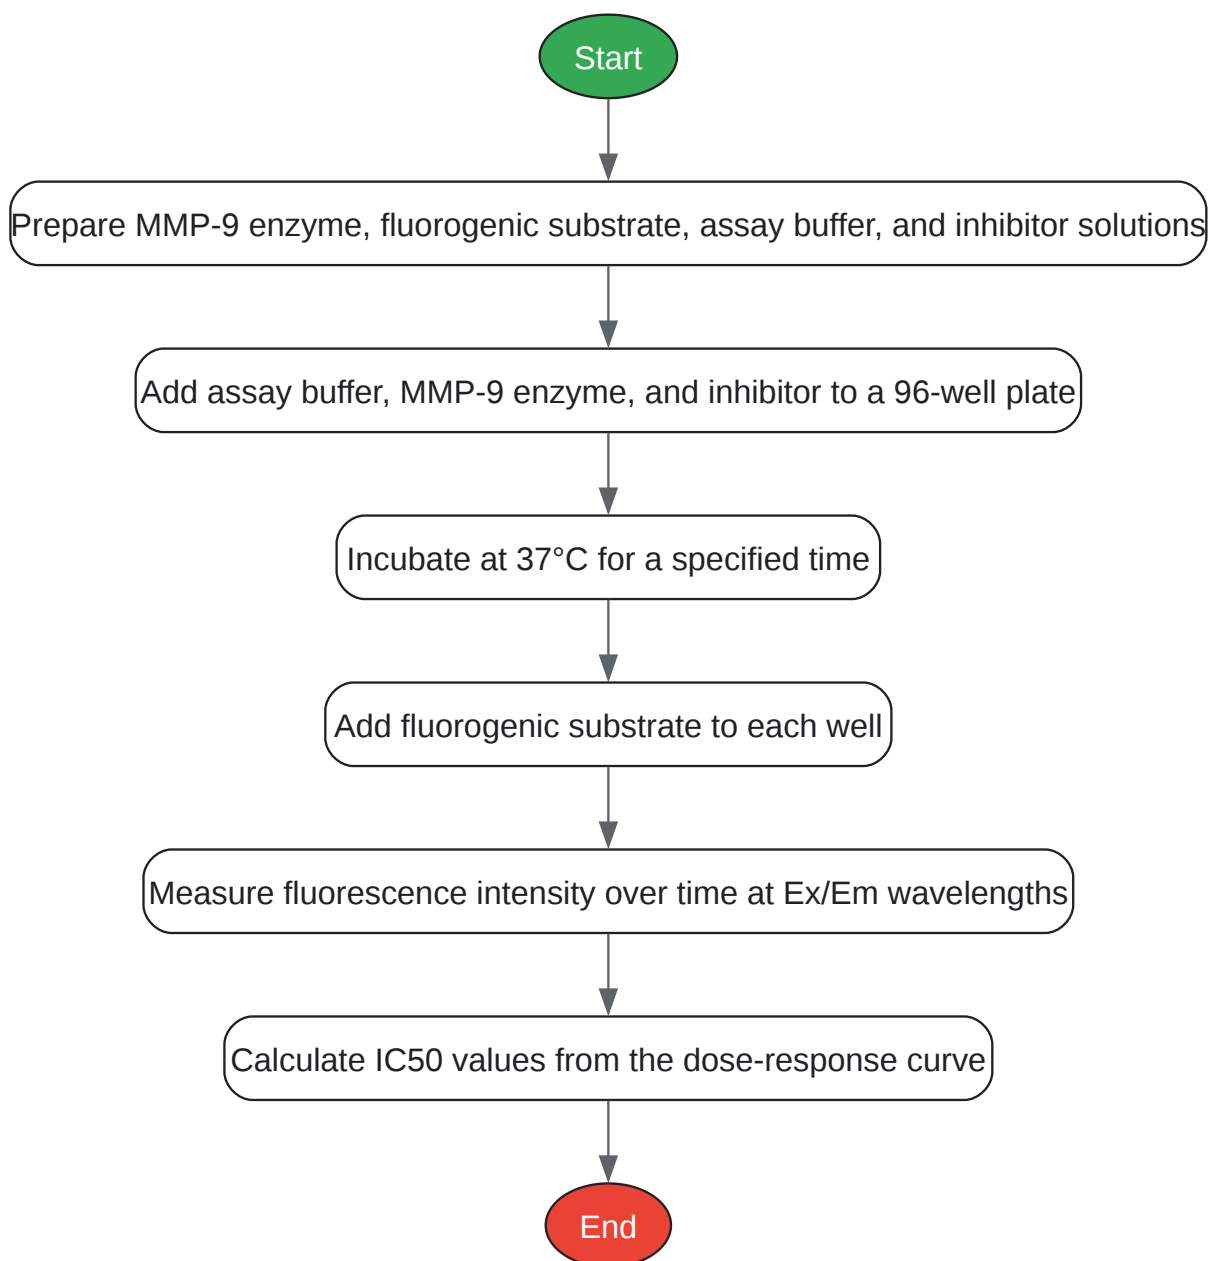 Start
Prepare MMP-9 enzyme, fluorogenic substrate, assay buffer, and inhibitor solutions
Add assay buffer, MMP-9 enzyme, and inhibitor to a 96-well plate
Incubate at 37°C for a specified time
Add fluorogenic substrate to each well
Measure fluorescence intensity over time at Ex/Em wavelengths
Calculate IC50 values from the dose-response curve
End